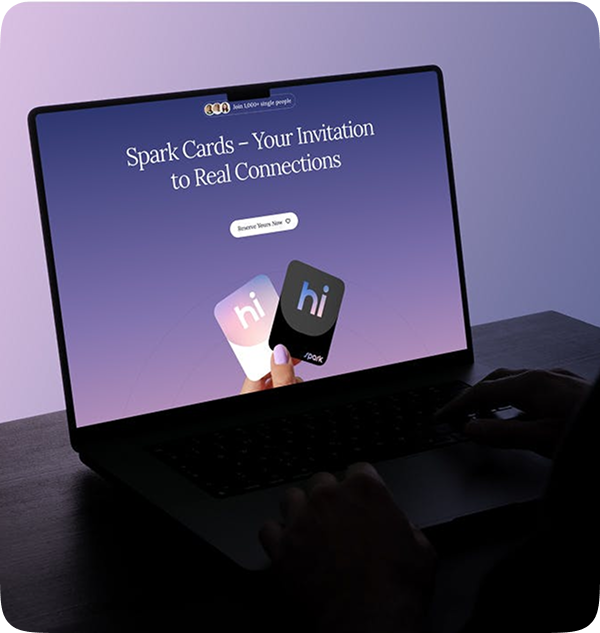 Join 1,000+ single people
Spark Cards – Your Invitation
to Real Connections
Reserve Yours Now
hi
hi
spark